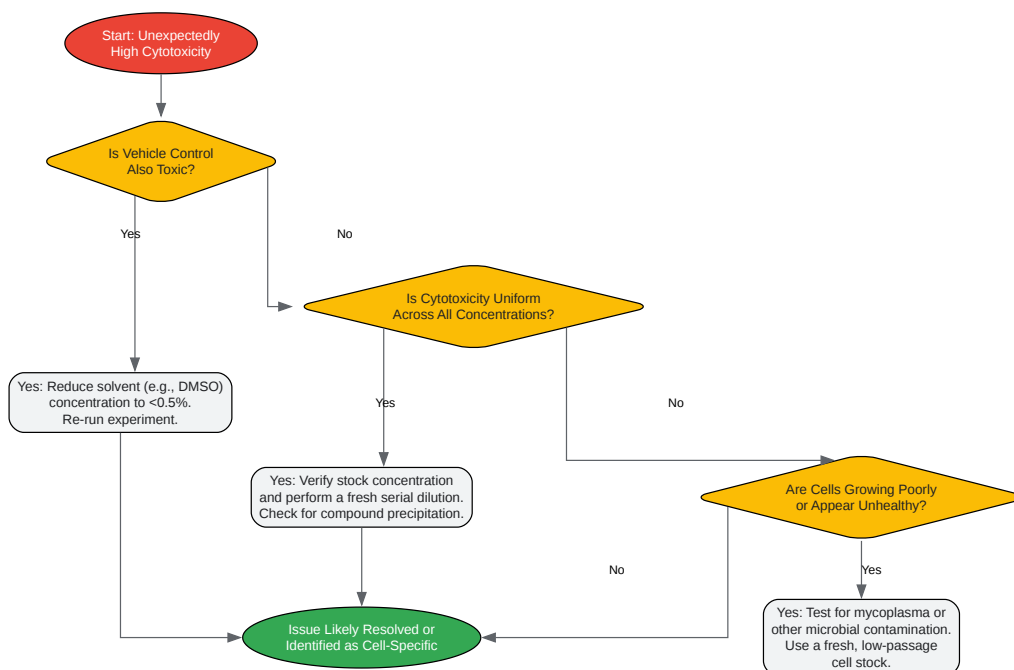 Start: Unexpectedly
High Cytotoxicity
Is Vehicle Control
Also Toxic?
Yes
No
Is Cytotoxicity Uniform
Across All Concentrations?
Yes: Reduce solvent (e.g., DMSO)
concentration to <0.5%.
Re-run experiment.
Yes
No
Yes: Verify stock concentration
and perform a fresh serial dilution.
Check for compound precipitation.
Are Cells Growing Poorly
or Appear Unhealthy?
No
Yes
Issue Likely Resolved or
Identified as Cell-Specific
Yes: Test for mycoplasma or
other microbial contamination.
Use a fresh, low-passage
cell stock.